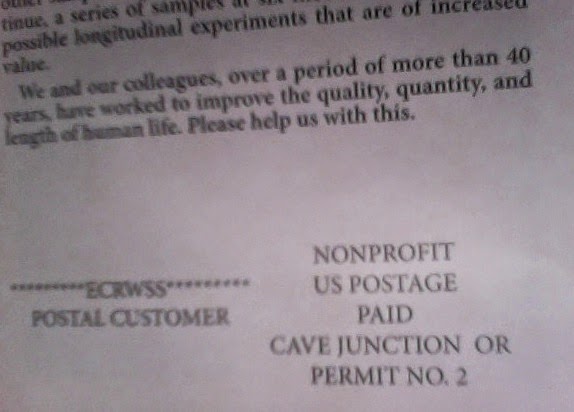 tinue, a series of samples at six
possible longitudinal experiments that are of increased
value.
We and our colleagues, over a period of more than 40
years, have worked to improve the quality, quantity, and
length of human life. Please help us with this.
*********ECRWSS*********
POSTAL CUSTOMER
NONPROFIT
US POSTAGE
PAID
CAVE JUNCTION OR
PERMIT NO. 2